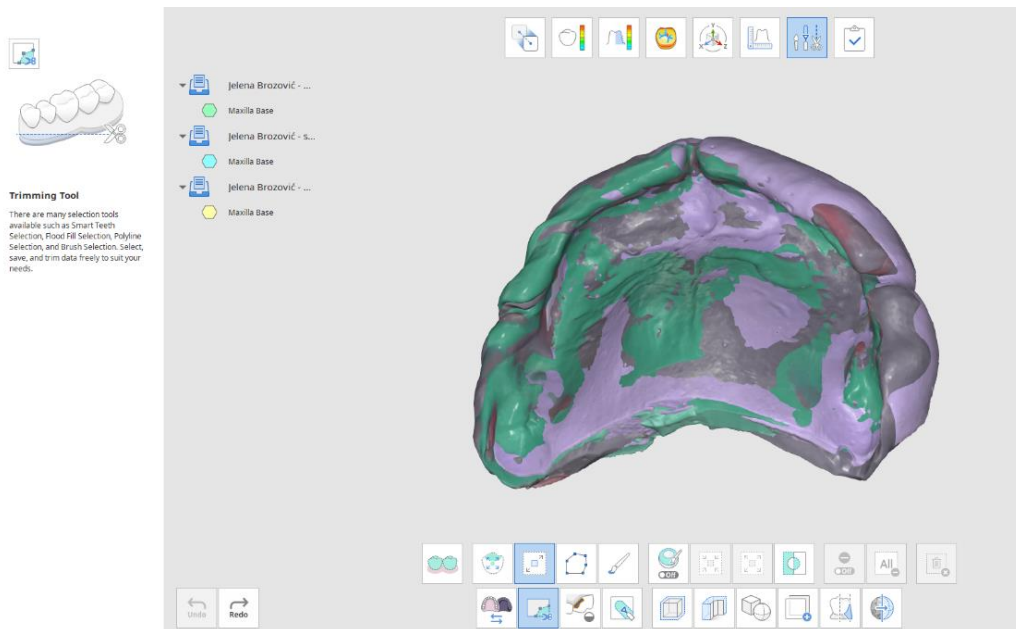 Jelena Brozović - ...
Maxilla Base
Jelena Brozović - s...
Maxilla Base
Jelena Brozović - ...
Maxilla Base
Trimming Tool
There are many selection tools
available such as Smart Teeth
Selection, Flood Fill Selection, Polyline
Selection, and Brush Selection. Select,
save, and trim data freely to suit your
needs.
Off
Off
All
Undo
Redo